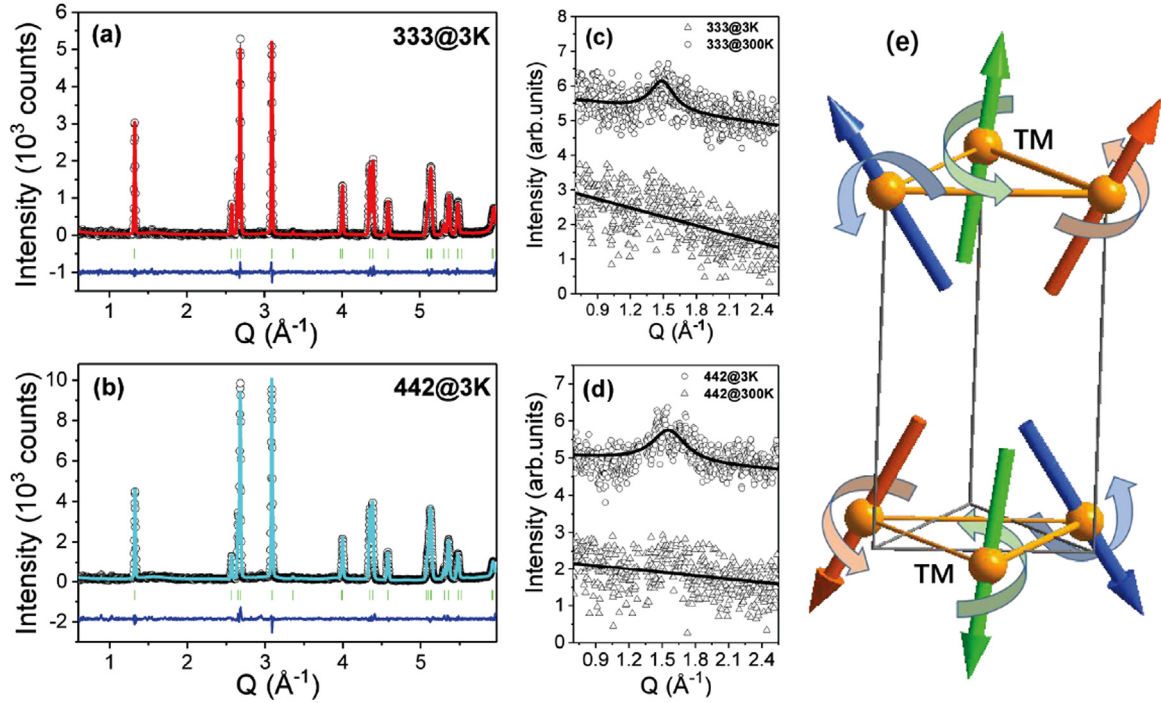 (a)
333@3K
Intensity (10³ counts)
6
5
4
3
2
1
0
-1
1
2
3
4
5
Q (Å⁻¹)
(b)
442@3K
Intensity (10³ counts)
10
8
6
4
2
0
-2
1
2
3
4
5
Q (Å⁻¹)
(c)
333@3K
333@300K
Intensity (arb.units)
8
7
6
5
4
3
2
1
0
0.9 1.2 1.5 1.8 2.1 2.4
Q (Å⁻¹)
(d)
442@3K
442@300K
Intensity (arb.units)
8
7
6
5
4
3
2
1
0
0.9 1.2 1.5 1.8 2.1 2.4
Q (Å⁻¹)
(e)
TM
TM